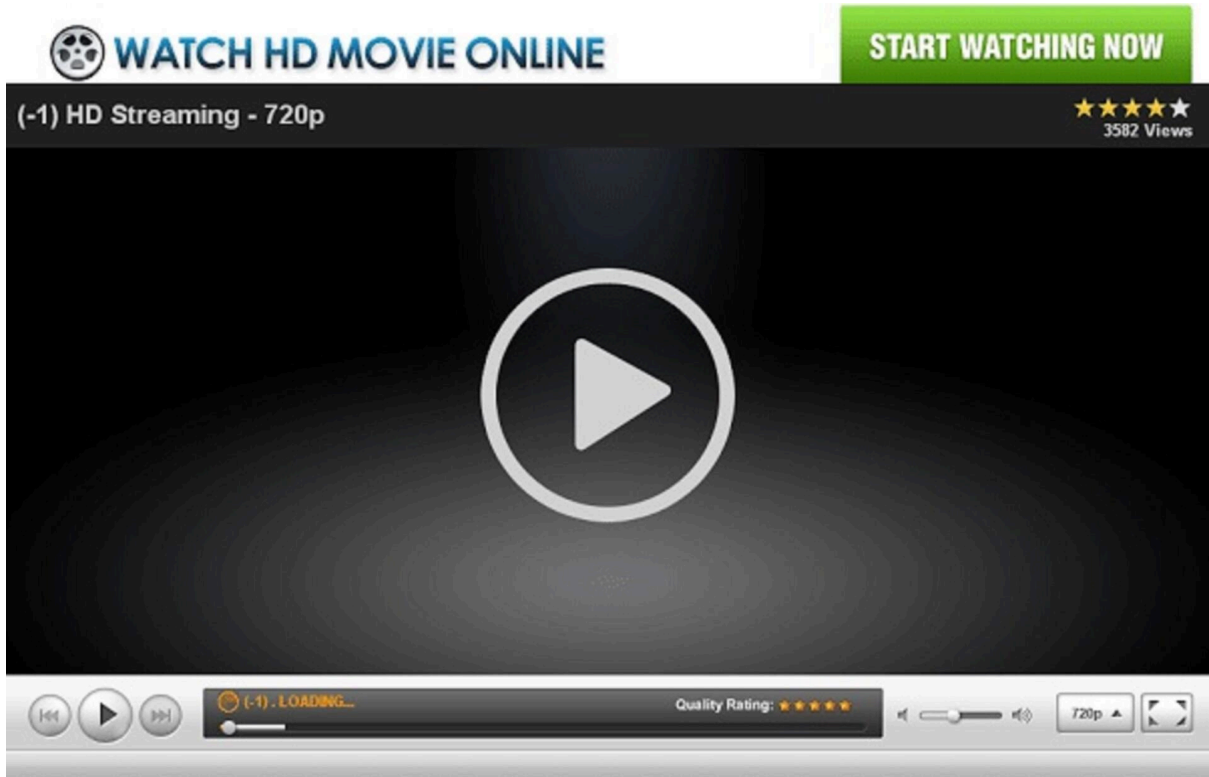 WATCH HD MOVIE ONLINE
START WATCHING NOW
(-1) HD Streaming - 720p
3582 Views
(-1) . LOADING...
Quality Rating:
720p